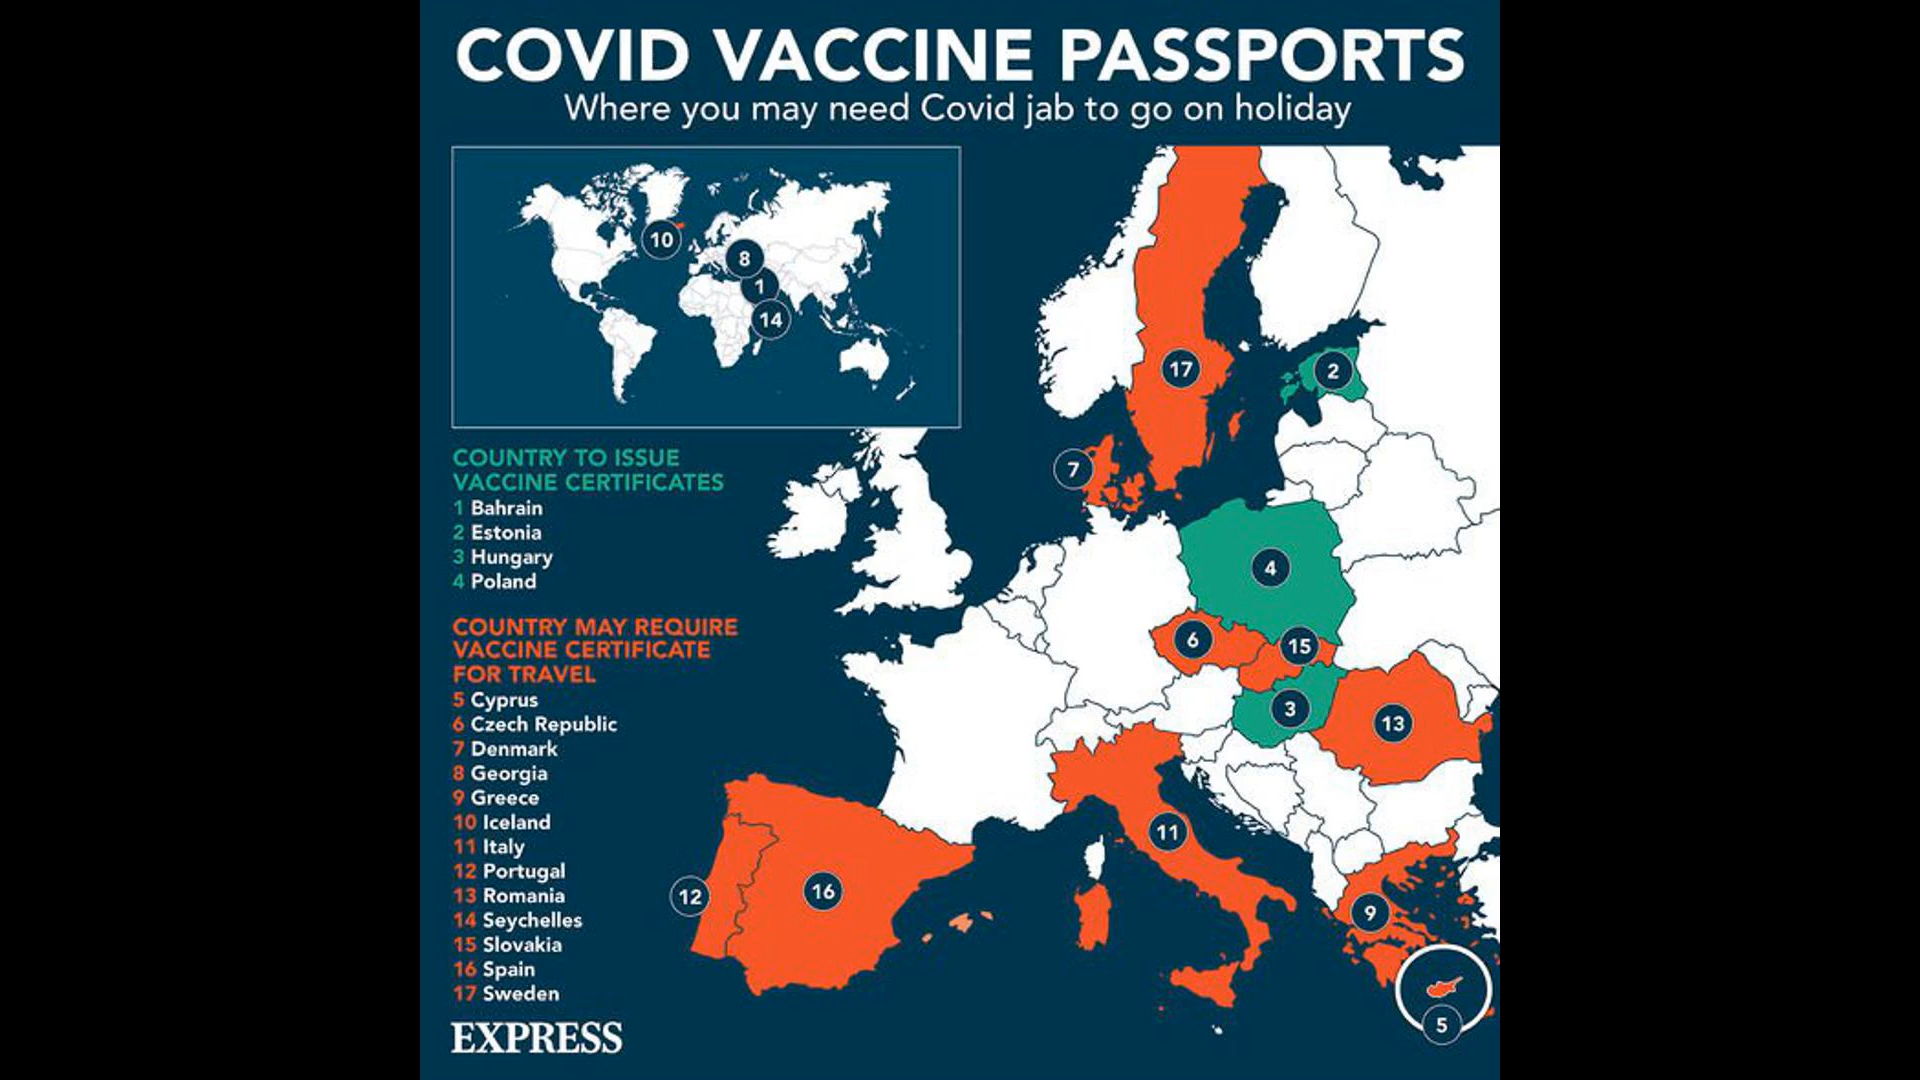 COVID VACCINE PASSPORTS
Where you may need Covid jab to go on holiday
10
8
1
14
COUNTRY TO ISSUE
VACCINE CERTIFICATES
1 Bahrain
2 Estonia
3 Hungary
4 Poland
COUNTRY MAY REQUIRE
VACCINE CERTIFICATE
FOR TRAVEL
5 Cyprus
6 Czech Republic
7 Denmark
8 Georgia
9 Greece
10 Iceland
11 Italy
12 Portugal
13 Romania
14 Seychelles
15 Slovakia
16 Spain
17 Sweden
EXPRESS
17
2
7
4
6
15
3
13
11
16
12
9
5